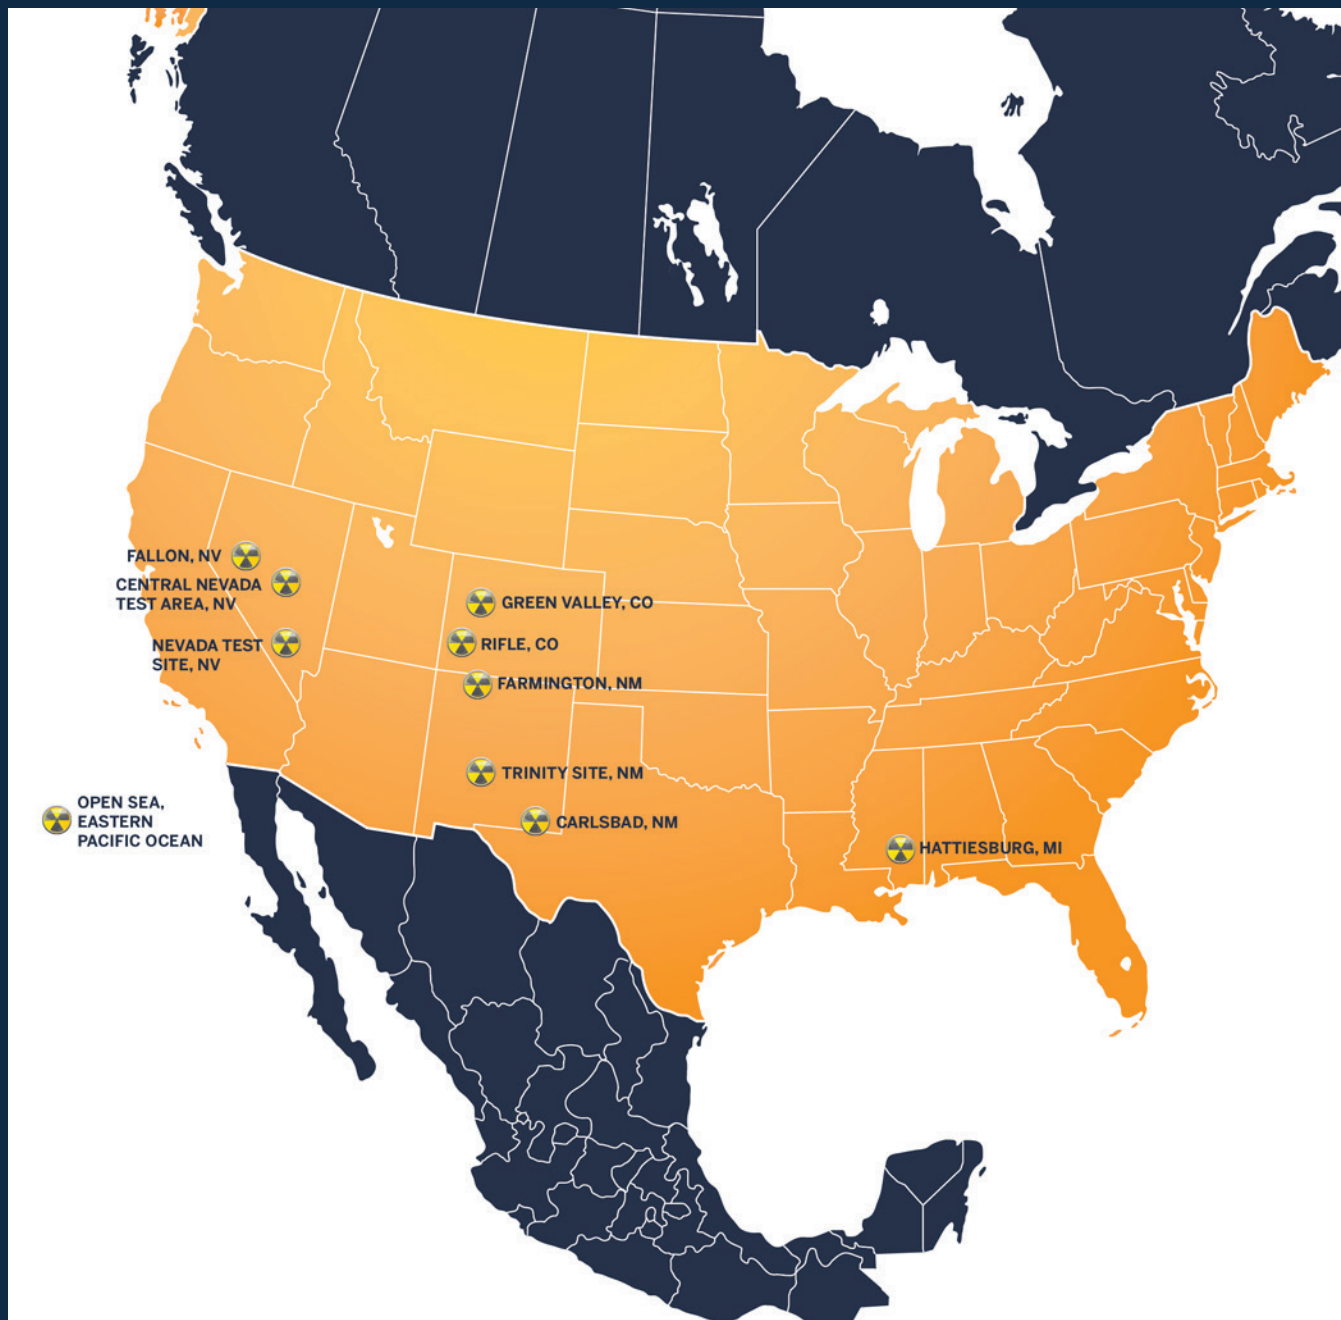 FALLON, NV
CENTRAL NEVADA
TEST AREA, NV
NEVADA TEST
SITE, NV
GREEN VALLEY, CO
RIFLE, CO
FARMINGTON, NM
TRINITY SITE, NM
CARLSBAD, NM
OPEN SEA,
EASTERN
PACIFIC OCEAN
HATTIESBURG, MI